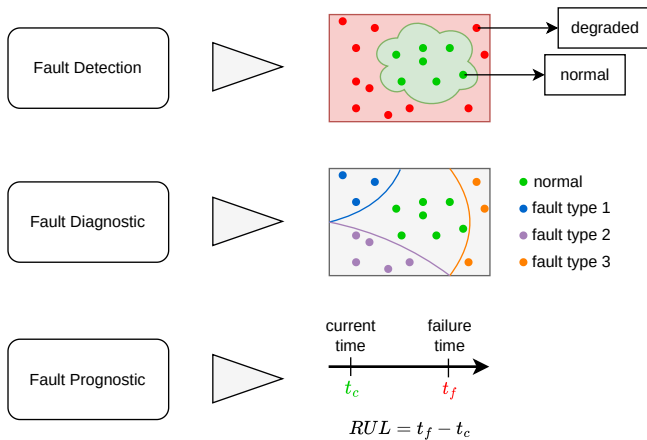 Fault Detection
degraded
normal
Fault Diagnostic
normal
fault type 1
fault type 2
fault type 3
Fault Prognostic
current
time
failure
time
t_c
t_f
RUL = t_f − t_c